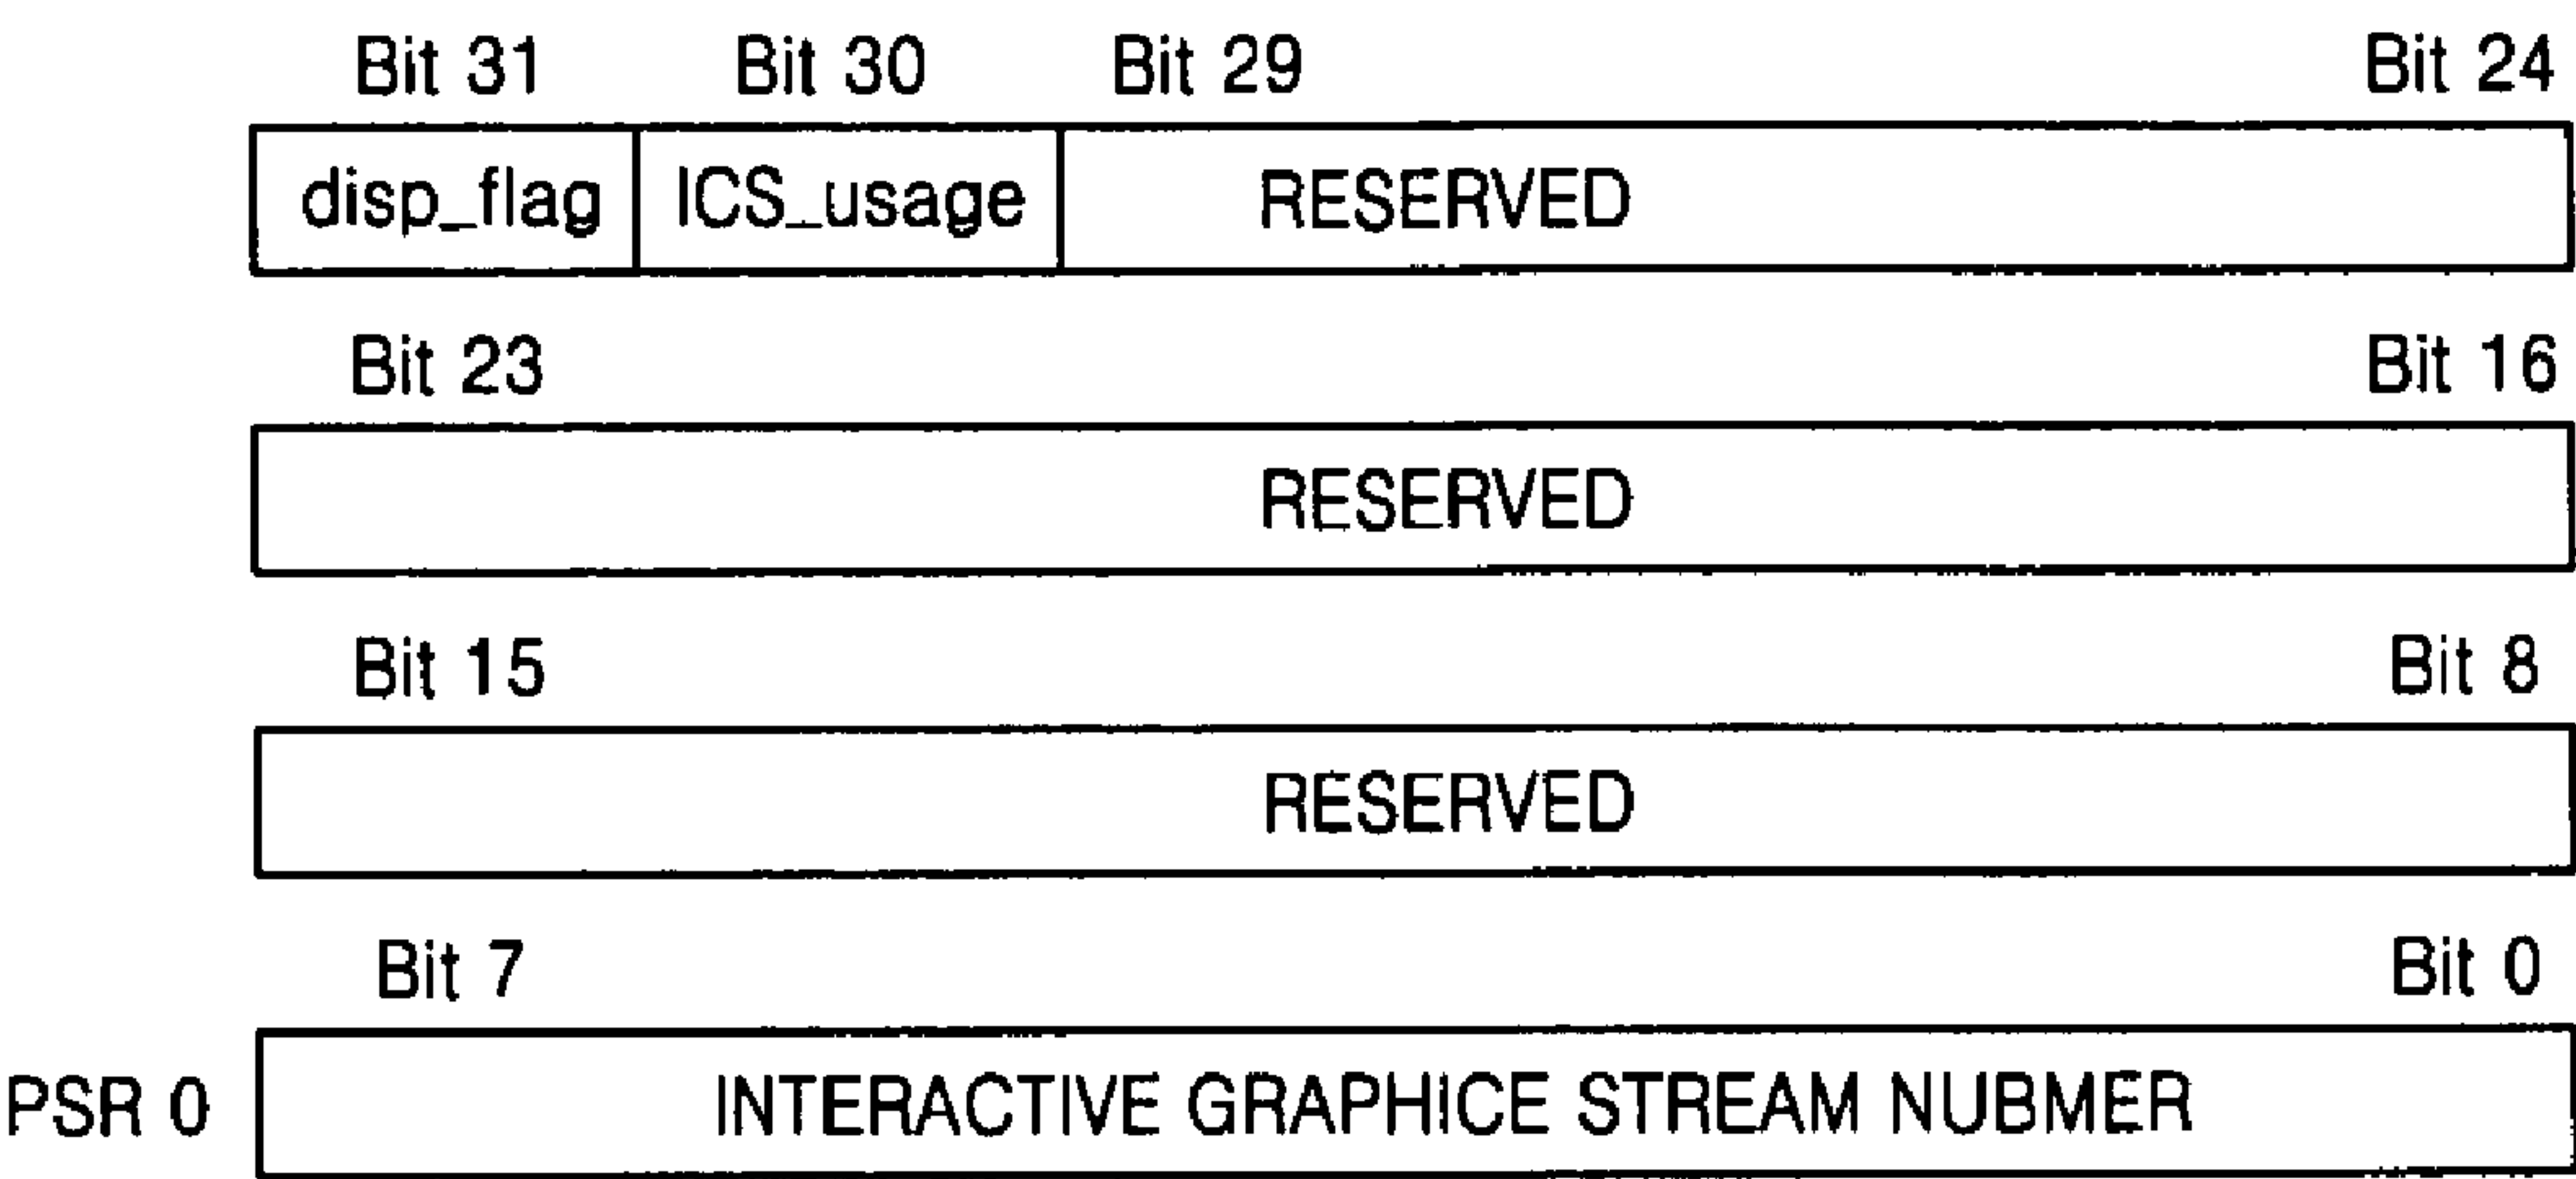 Bit 31 Bit 30 Bit 29 Bit 24
disp_flag ICS_usage RESERVED
Bit 23 Bit 16
RESERVED
Bit 15 Bit 8
RESERVED
Bit 7 Bit 0
PSR 0 INTERACTIVE GRAPHICE STREAM NUBMER